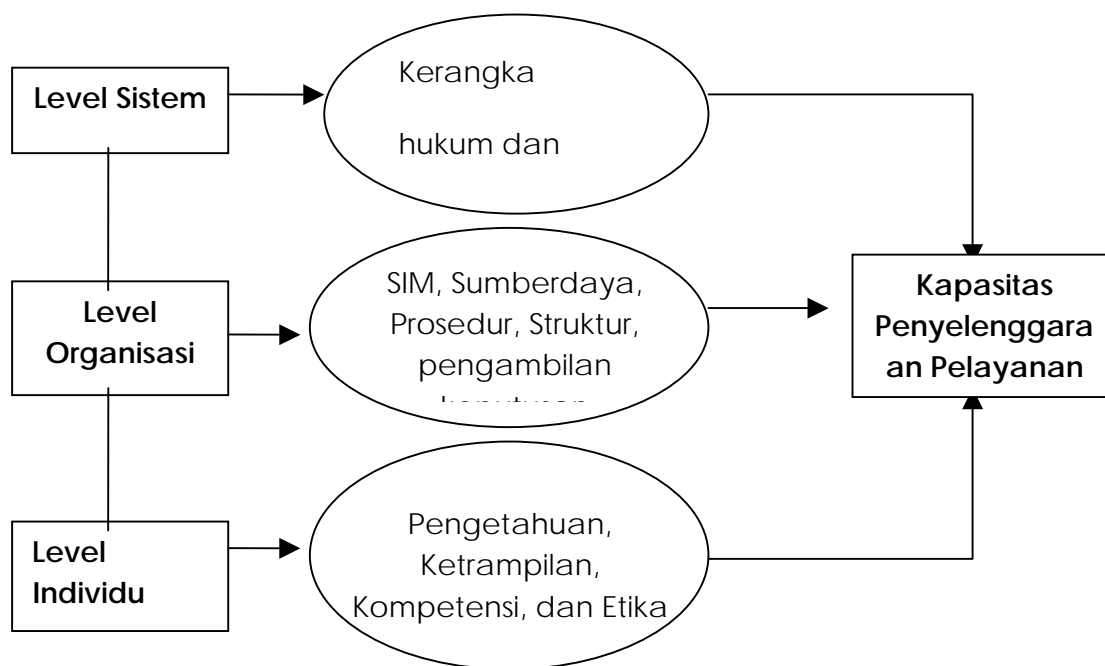 Level Sistem
Kerangka
hukum dan
Level
Organisasi
SIM, Sumberdaya,
Prosedur, Struktur,
pengambilan
Kapasitas
Penyelenggara
an Pelayanan
Level
Individu
Pengetahuan,
Ketrampilan,
Kompetensi, dan Etika